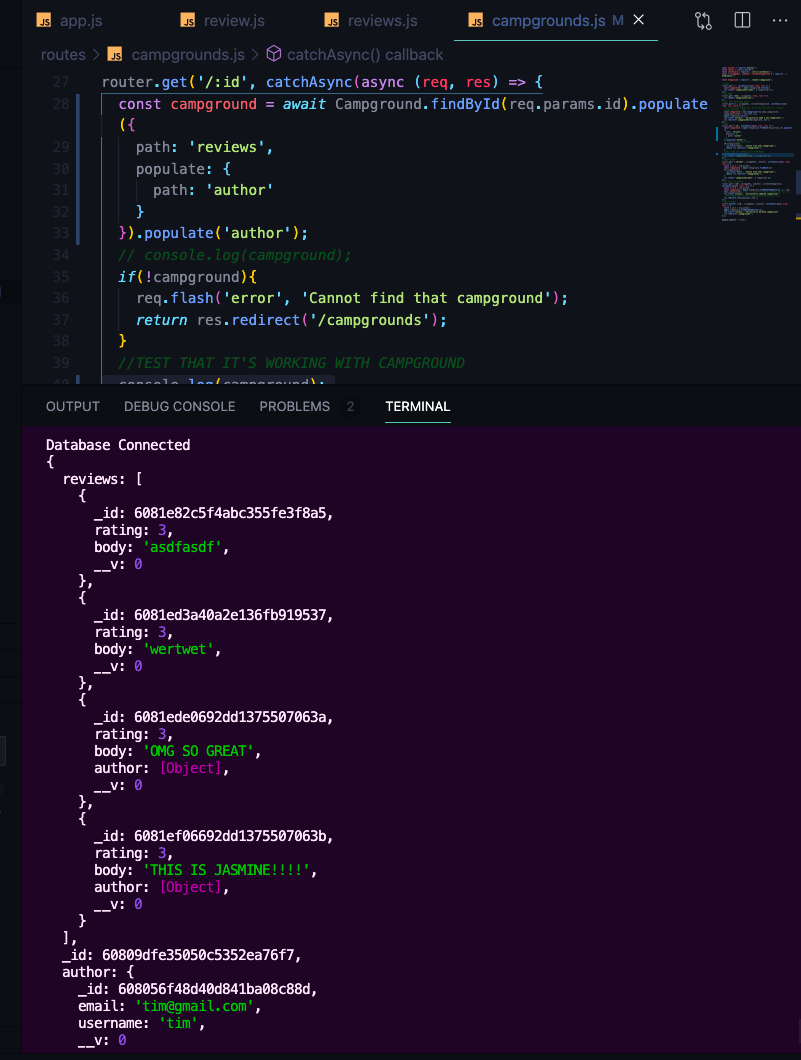 JS app.js JS review.js JS reviews.js JS campgrounds.js M
routes > JS campgrounds.js > catchAsync() callback
27 router.get('/:id', catchAsync(async (req, res) => {
28 const campground = await Campground.findById(req.params.id).populate
({
29 path: 'reviews',
30 populate: {
31 path: 'author'
32 }
33 }).populate('author');
34 // console.log(campground);
35 if(!campground){
36 req.flash('error', 'Cannot find that campground');
37 return res.redirect('/campgrounds');
38 }
39 //TEST THAT IT'S WORKING WITH CAMPGROUND
40 console.log(campground);
OUTPUT DEBUG CONSOLE PROBLEMS 2 TERMINAL
Database Connected
{
reviews: [
{
_id: 6081e82c5f4abc355fe3f8a5,
rating: 3,
body: 'asdfasdf',
__v: 0
},
{
_id: 6081ed3a40a2e136fb919537,
rating: 3,
body: 'wertwet',
__v: 0
},
{
_id: 6081ede0692dd1375507063a,
rating: 3,
body: 'OMG SO GREAT',
author: [Object],
__v: 0
},
{
_id: 6081ef06692dd1375507063b,
rating: 3,
body: 'THIS IS JASMINE!!!!',
author: [Object],
__v: 0
}
],
_id: 60809dfe35050c5352ea76f7,
author: {
_id: 608056f48d40d841ba08c88d,
email: 'tim@gmail.com',
username: 'tim',
__v: 0